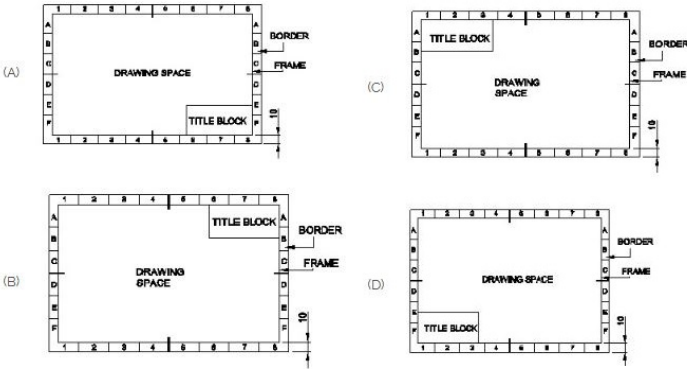 (A)
1 2 3 4 5 6 7 8
A A
B B
C C
D D
E E
F F
DRAWING SPACE
TITLE BLOCK
BORDER
FRAME
10
1 2 3 4 5 6 7 8
(C)
1 2 3 4 5 6 7 8
A A
B B
C C
D D
E E
F F
TITLE BLOCK
DRAWING
SPACE
BORDER
FRAME
10
1 2 3 4 5 6 7 8
(B)
1 2 3 4 5 6 7 8
A A
B B
C C
D D
E E
F F
TITLE BLOCK
DRAWING
SPACE
BORDER
FRAME
10
1 2 3 4 5 6 7 8
(D)
1 2 3 4 5 6 7 8
A A
B B
C C
D D
E E
F F
DRAWING SPACE
TITLE BLOCK
BORDER
FRAME
10
1 2 3 4 5 6 7 8